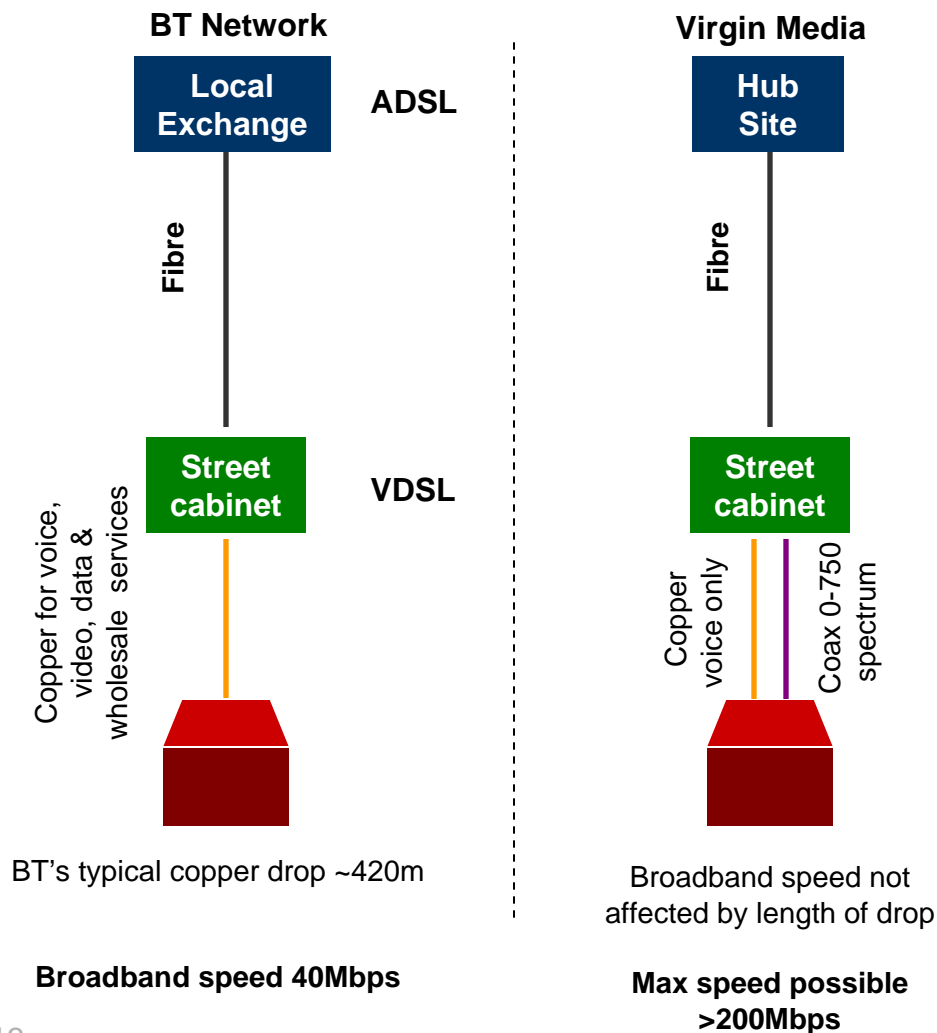 BT Network
Local
Exchange
ADSL
Fibre
Street
cabinet
VDSL
Copper for voice,
video, data &
wholesale services
BT's typical copper drop ~420m
Broadband speed 40Mbps
Virgin Media
Hub
Site
Fibre
Street
cabinet
Copper
voice only
Coax 0-750
spectrum
Broadband speed not
affected by length of drop
Max speed possible
>200Mbps